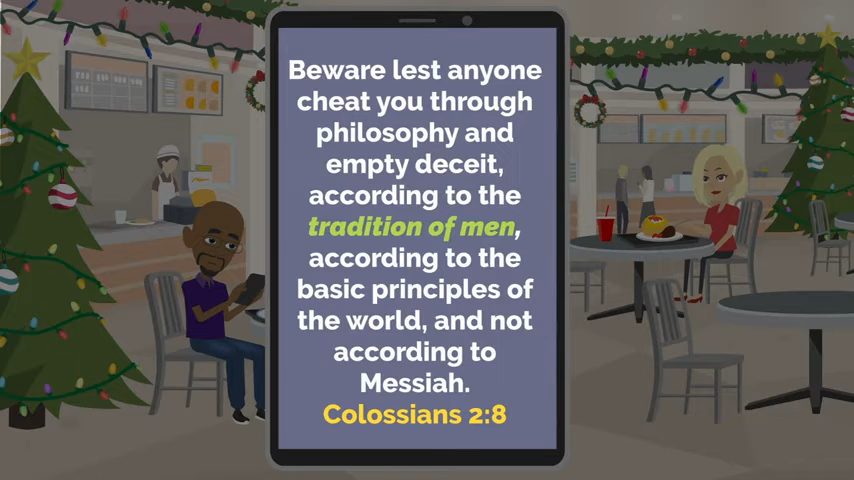 Beware lest anyone
cheat you through
philosophy and
empty deceit,
according to the
tradition of men,
according to the
basic principles of
the world, and not
according to
Messiah.
Colossians 2:8